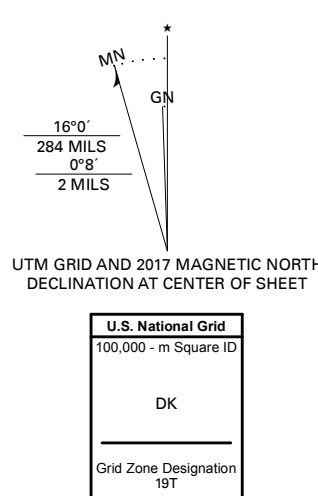 ★
MN
GN
16°0´
284 MILS
0°8´
2 MILS
UTM GRID AND 2017 MAGNETIC NORTH
DECLINATION AT CENTER OF SHEET
U.S. National Grid
100,000 - m Square ID
DK
Grid Zone Designation
19T